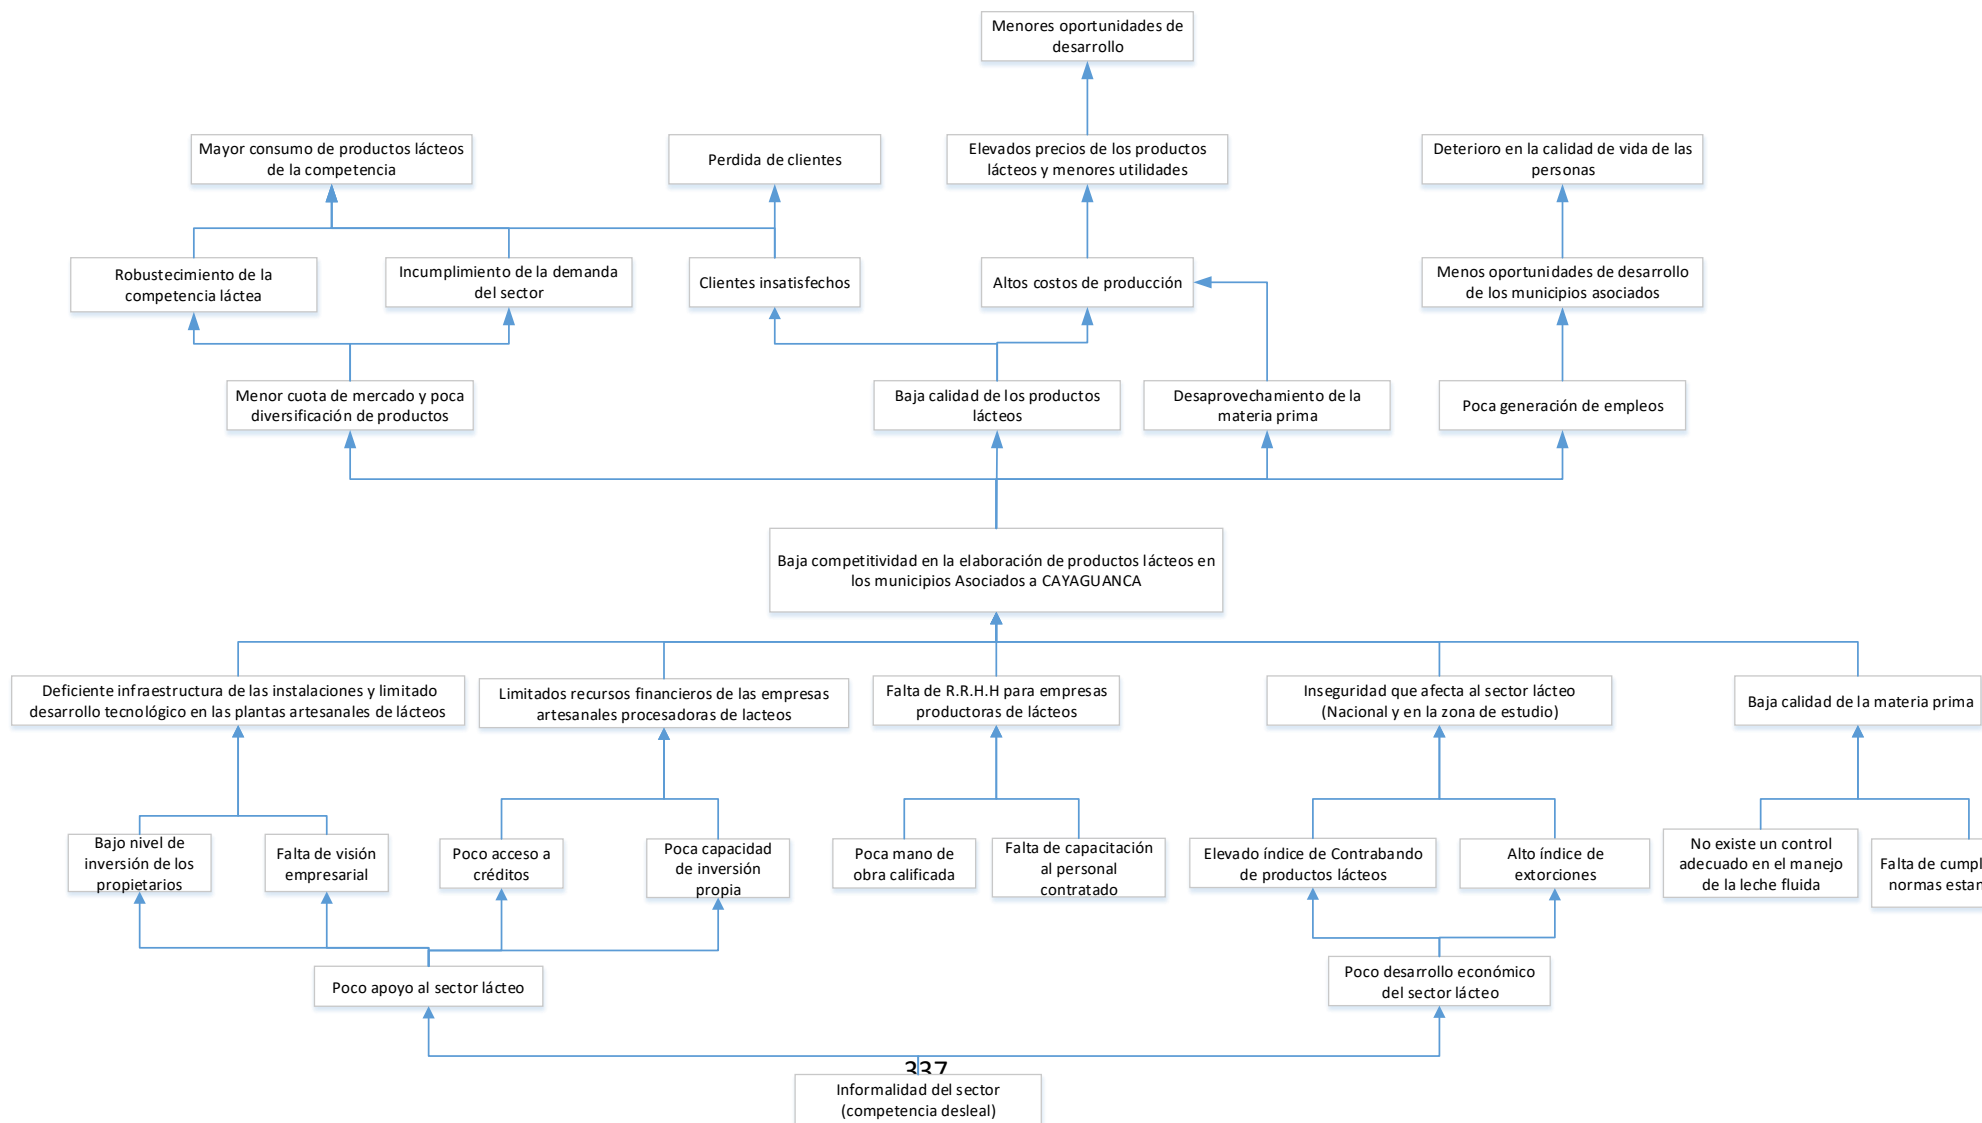 Menores oportunidades de
desarrollo
Mayor consumo de productos lácteos
de la competencia
Perdida de clientes
Elevados precios de los productos
lácteos y menores utilidades
Deterioro en la calidad de vida de las
personas
Robustecimiento de la
competencia láctea
Incumplimiento de la demanda
del sector
Clientes insatisfechos
Altos costos de producción
Menos oportunidades de desarrollo
de los municipios asociados
Menor cuota de mercado y poca
diversificación de productos
Baja calidad de los productos
lácteos
Desaprovechamiento de la
materia prima
Poca generación de empleos
Baja competitividad en la elaboración de productos lácteos en
los municipios Asociados a CAYAGUANCA
Deficiente infraestructura de las instalaciones y limitado
desarrollo tecnológico en las plantas artesanales de lácteos
Limitados recursos financieros de las empresas
artesanales procesadoras de lacteos
Falta de R.R.H.H para empresas
productoras de lácteos
Inseguridad que afecta al sector lácteo
(Nacional y en la zona de estudio)
Baja calidad de la materia prima
Bajo nivel de
inversión de los
propietarios
Falta de visión
empresarial
Poco acceso a
créditos
Poca capacidad
de inversión
propia
Poca mano de
obra calificada
Falta de capacitación
al personal
contratado
Elevado índice de Contrabando
de productos lácteos
Alto índice de
extorciones
No existe un control
adecuado en el manejo
de la leche fluida
Falta de cumpl
normas estan
Poco apoyo al sector lácteo
Poco desarrollo económico
del sector lácteo
337
Informalidad del sector
(competencia desleal)